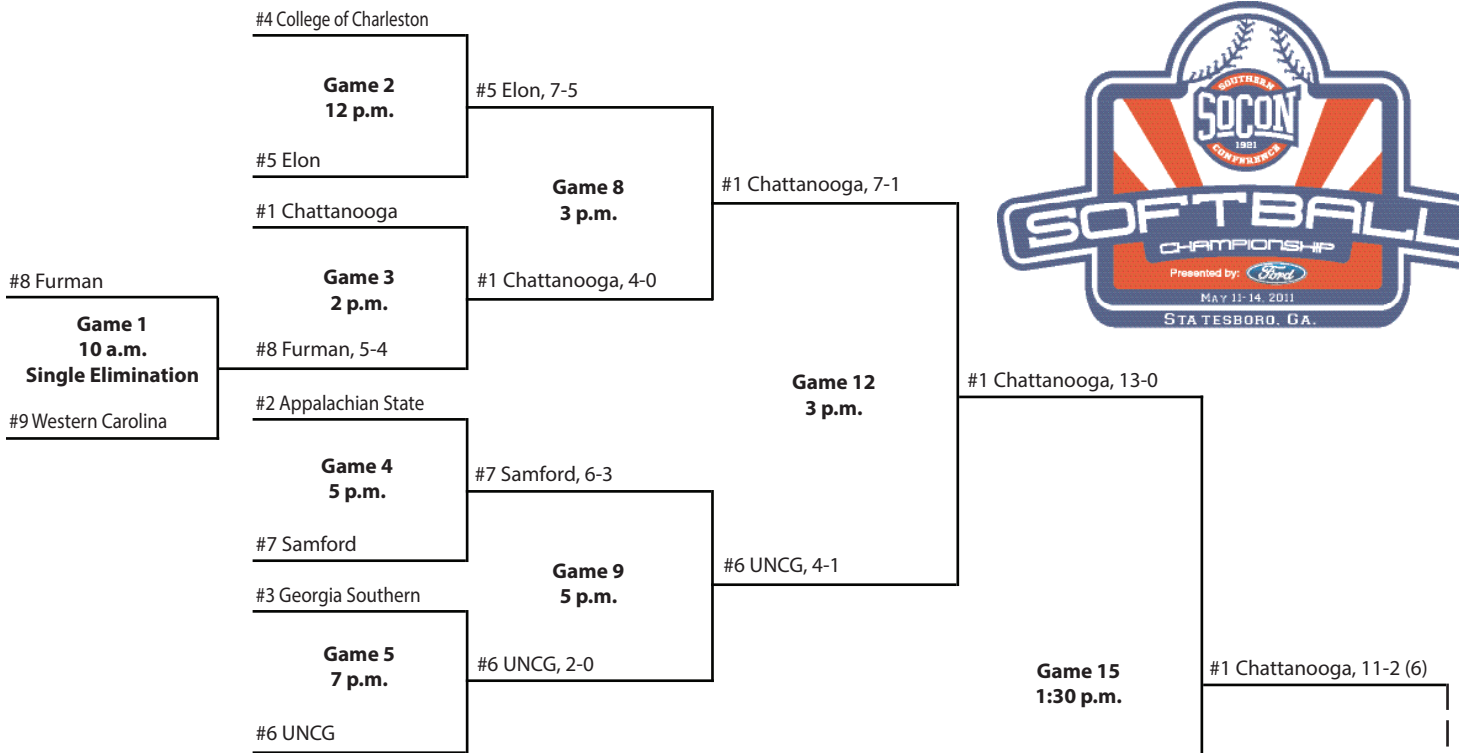 #4 College of Charleston
Game 2
12 p.m.
#5 Elon, 7-5
#5 Elon
Game 8
3 p.m.
#1 Chattanooga, 7-1
#1 Chattanooga
Game 3
2 p.m.
#1 Chattanooga, 4-0
#8 Furman
Game 1
10 a.m.
Single Elimination
#8 Furman, 5-4
#9 Western Carolina
Game 12
3 p.m.
#1 Chattanooga, 13-0
#2 Appalachian State
Game 4
5 p.m.
#7 Samford, 6-3
#7 Samford
Game 9
5 p.m.
#6 UNCG, 4-1
#3 Georgia Southern
Game 5
7 p.m.
#6 UNCG, 2-0
#6 UNCG
Game 15
1:30 p.m.
#1 Chattanooga, 11-2 (6)
SOUTHERN
SOCON
1921
CONFERENCE
SOFTBALL
CHAMPIONSHIP
Presented by: Ford
MAY 11-14, 2011
STATESBORO, GA.